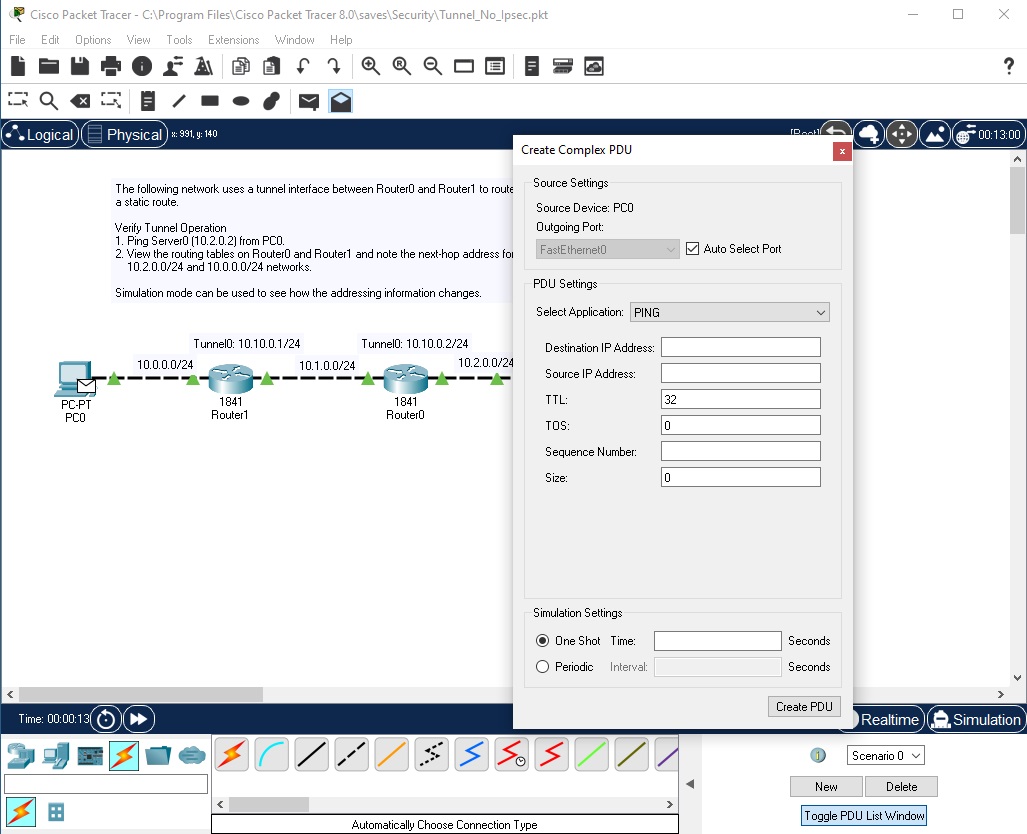 Cisco Packet Tracer - C:\Program Files\Cisco Packet Tracer 8.0\saves\Security\Tunnel_No_Ipsec.pkt
File Edit Options View Tools Extensions Window Help
Logical Physical x: 991, y: 140 [Root] 00:13:00
The following network uses a tunnel interface between Router0 and Router1 to route
a static route.
Verify Tunnel Operation
1. Ping Server0 (10.2.0.2) from PC0.
2. View the routing tables on Router0 and Router1 and note the next-hop address for
10.2.0.0/24 and 10.0.0.0/24 networks.
Simulation mode can be used to see how the addressing information changes.
Tunnel0: 10.10.0.1/24 Tunnel0: 10.10.0.2/24
10.0.0.0/24 10.1.0.0/24 10.2.0.0/24
PC-PT
PC0
1841
Router1
1841
Router0
Create Complex PDU
x
Source Settings
Source Device: PC0
Outgoing Port:
FastEthernet0 Auto Select Port
PDU Settings
Select Application: PING
Destination IP Address:
Source IP Address:
TTL: 32
TOS: 0
Sequence Number:
Size: 0
Simulation Settings
One Shot Time: Seconds
Periodic Interval: Seconds
Create PDU
Time: 00:00:13 Realtime Simulation
Automatically Choose Connection Type
Scenario 0
New Delete
Toggle PDU List Window